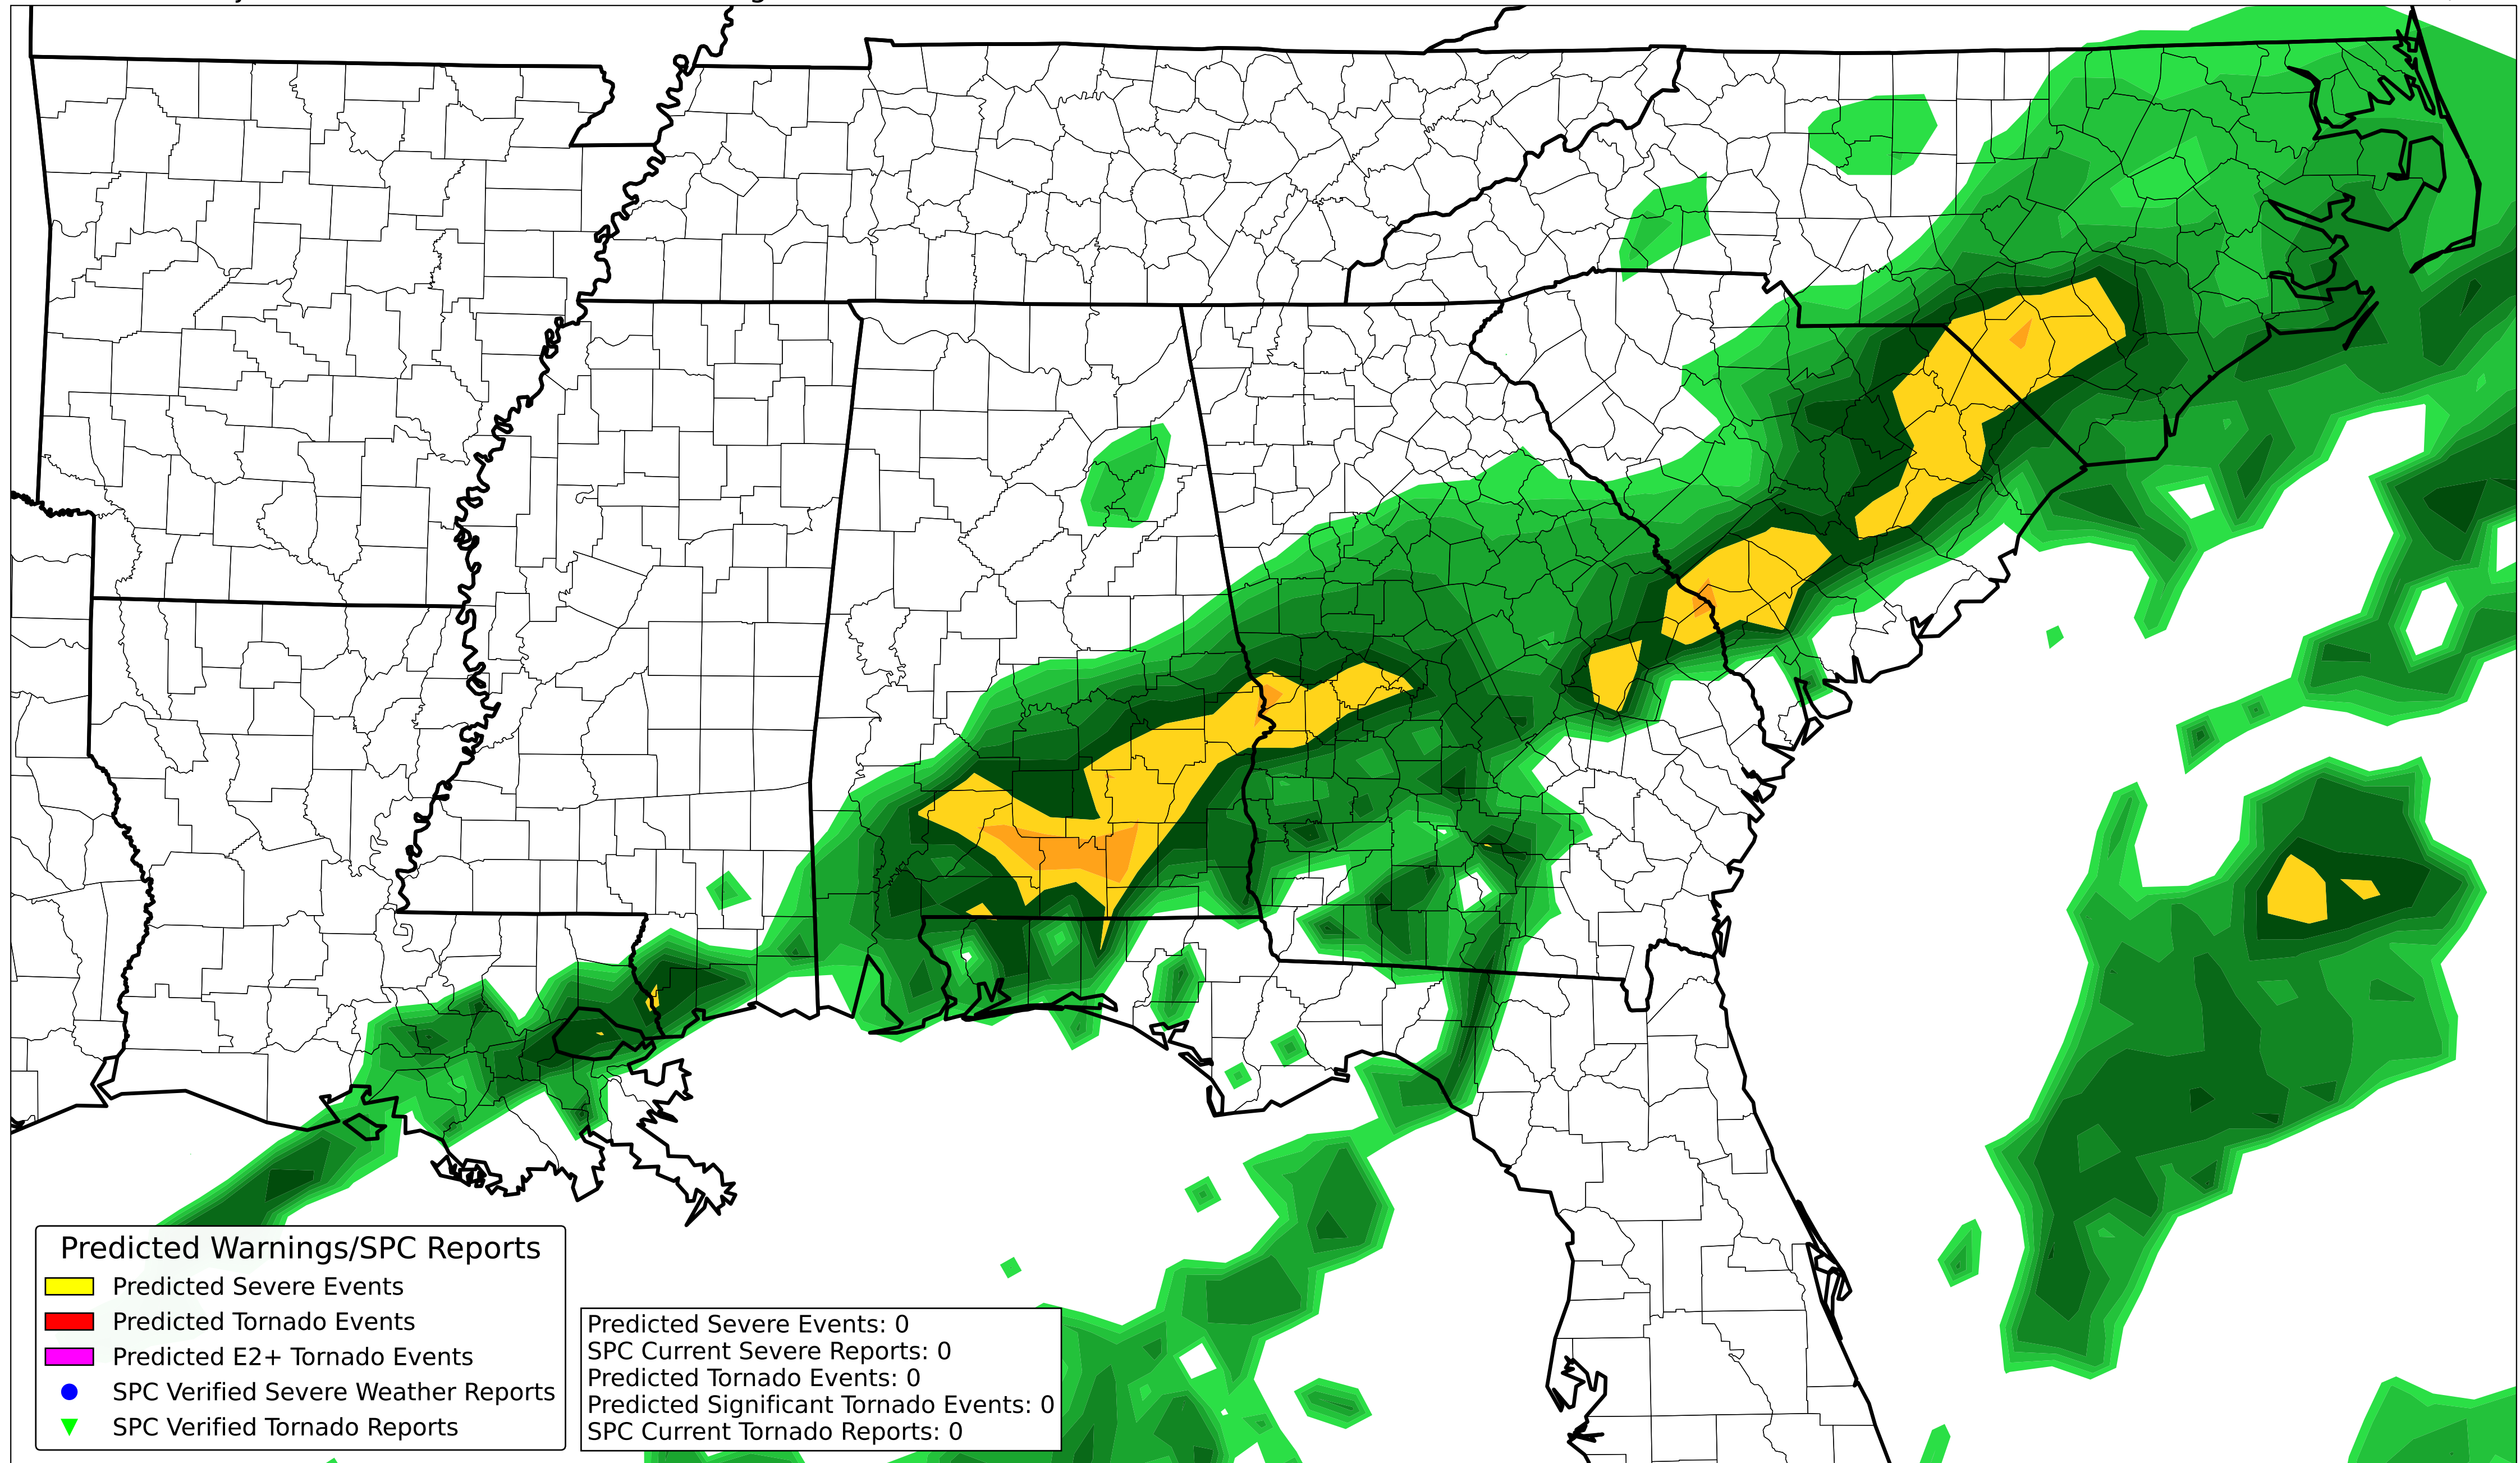 Predicted Warnings/SPC Reports
Predicted Severe Events
Predicted Tornado Events
Predicted E2+ Tornado Events
SPC Verified Severe Weather Reports
SPC Verified Tornado Reports
Predicted Severe Events: 0
SPC Current Severe Reports: 0
Predicted Tornado Events: 0
Predicted Significant Tornado Events: 0
SPC Current Tornado Reports: 0